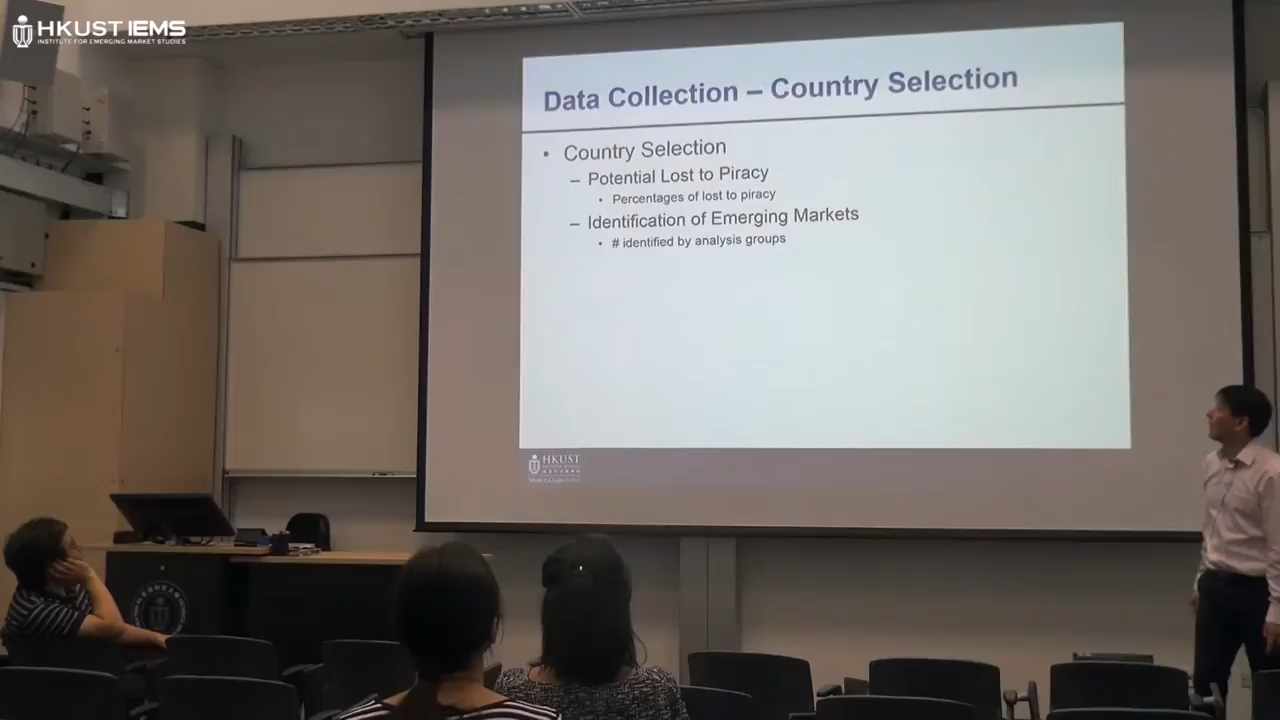 HKUST IEMS
INSTITUTE FOR EMERGING MARKET STUDIES
Data Collection – Country Selection
• Country Selection
– Potential Lost to Piracy
• Percentages of lost to piracy
– Identification of Emerging Markets
• # identified by analysis groups
HKUST